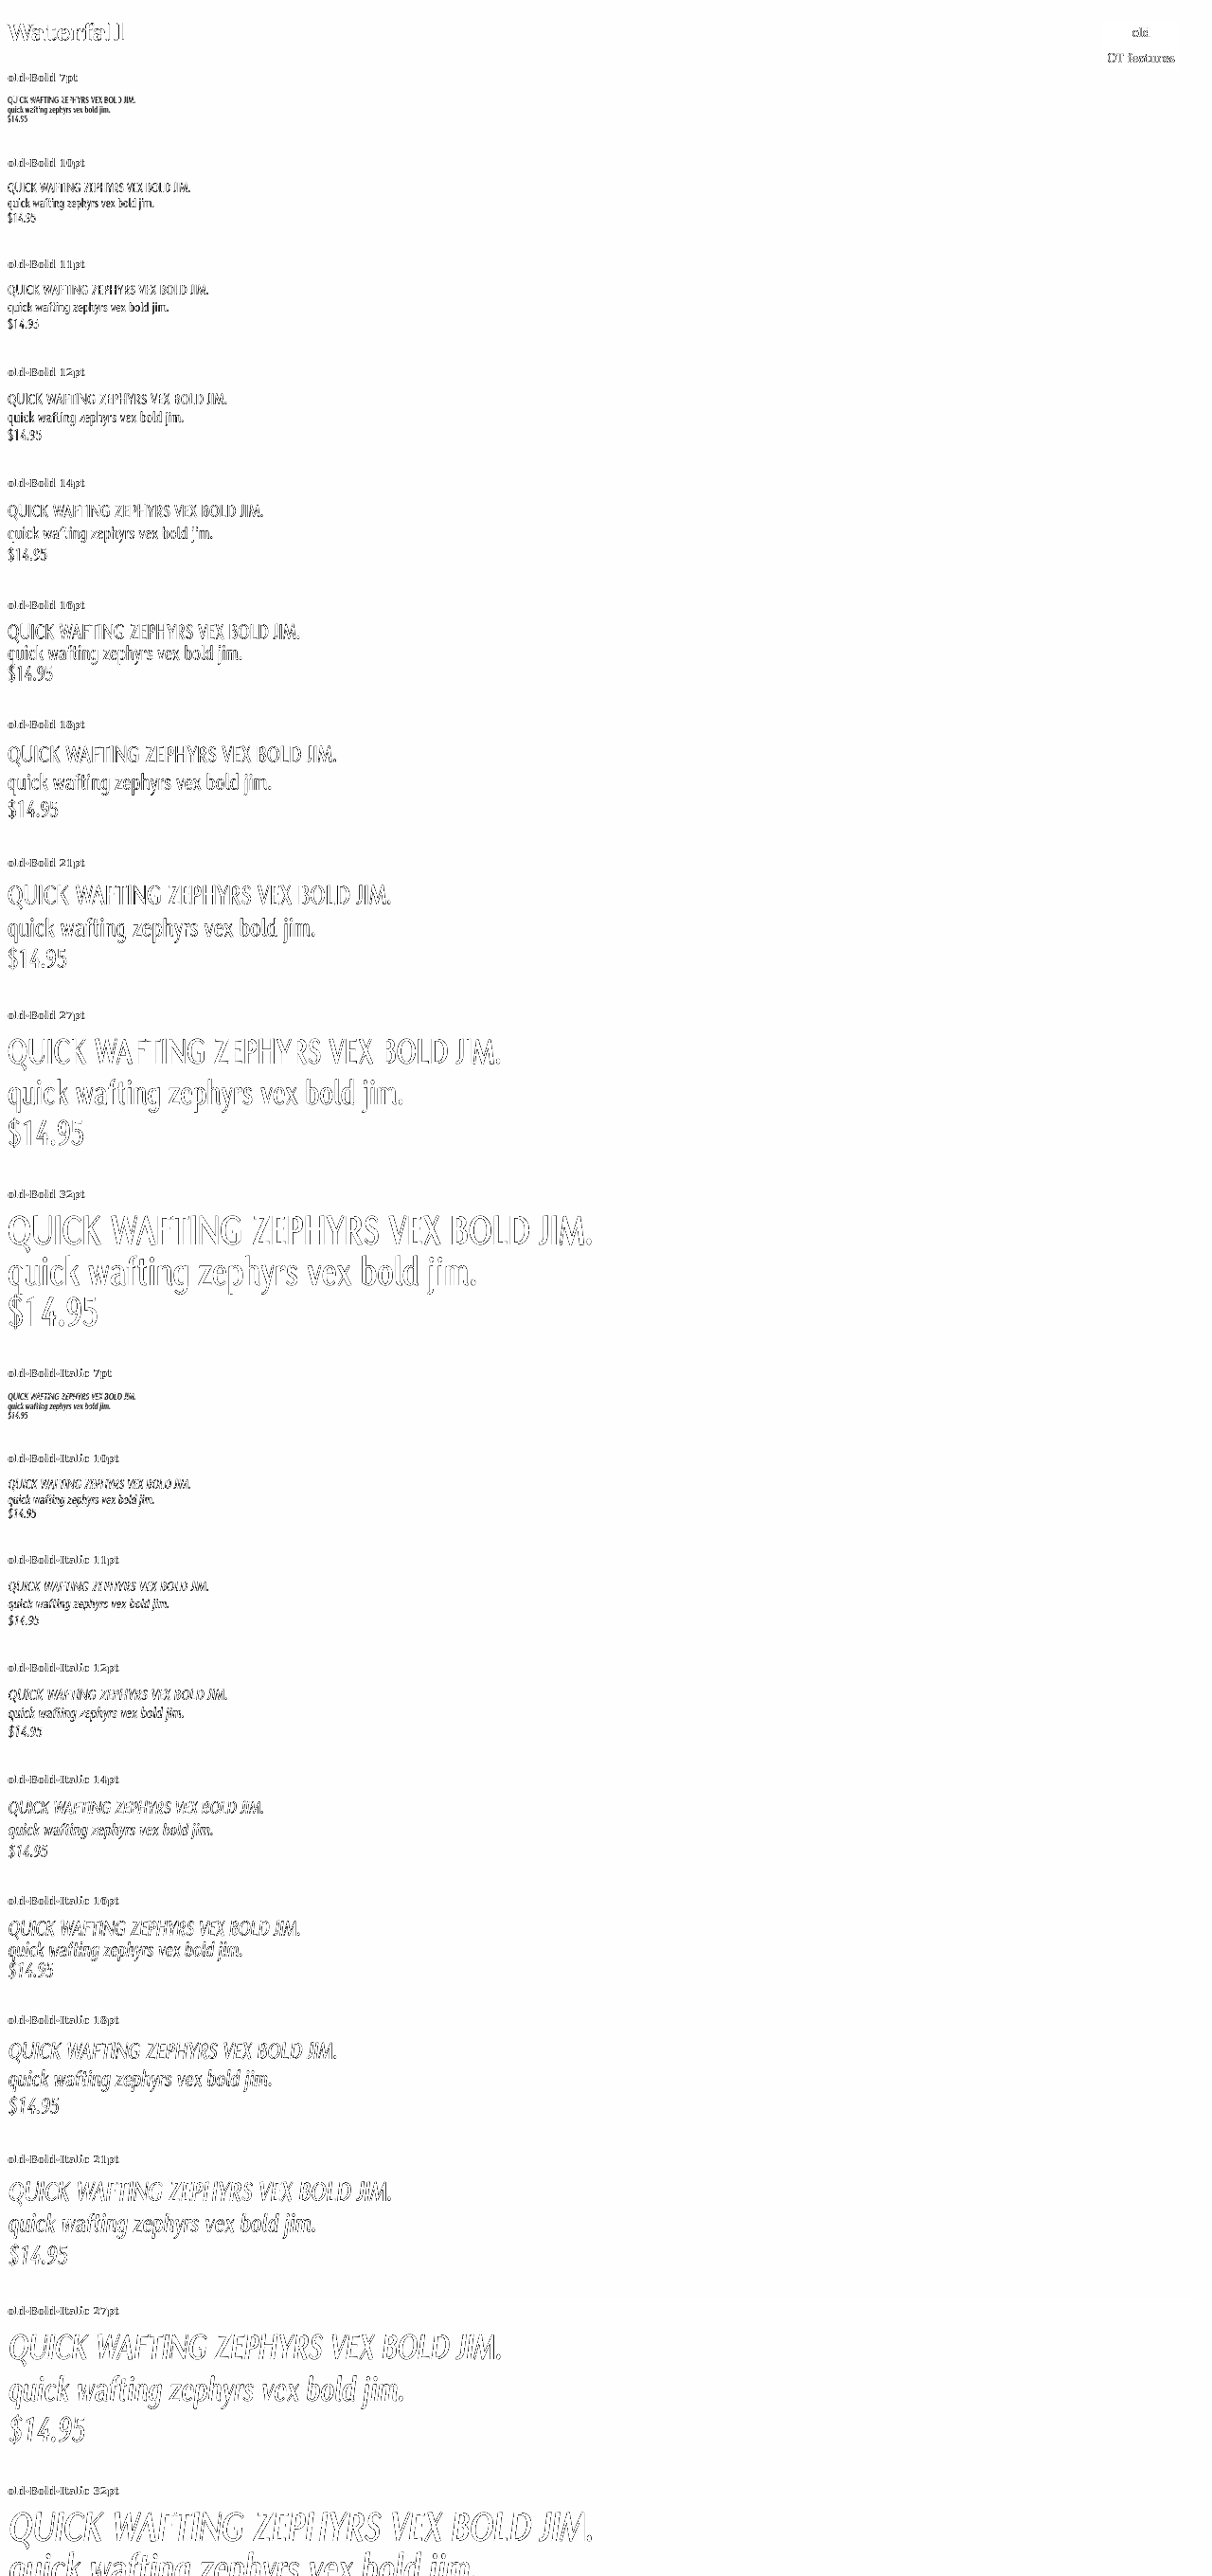 Waterfall
old
OT features
old-Bold 7pt
QUICK WAFTING ZEPHYRS VEX BOLD JIM.
quick wafting zephyrs vex bold jim.
$14.95
old-Bold 10pt
QUICK WAFTING ZEPHYRS VEX BOLD JIM.
quick wafting zephyrs vex bold jim.
$14.95
old-Bold 11pt
QUICK WAFTING ZEPHYRS VEX BOLD JIM.
quick wafting zephyrs vex bold jim.
$14.95
old-Bold 12pt
QUICK WAFTING ZEPHYRS VEX BOLD JIM.
quick wafting zephyrs vex bold jim.
$14.95
old-Bold 14pt
QUICK WAFTING ZEPHYRS VEX BOLD JIM.
quick wafting zephyrs vex bold jim.
$14.95
old-Bold 16pt
QUICK WAFTING ZEPHYRS VEX BOLD JIM.
quick wafting zephyrs vex bold jim.
$14.95
old-Bold 18pt
QUICK WAFTING ZEPHYRS VEX BOLD JIM.
quick wafting zephyrs vex bold jim.
$14.95
old-Bold 21pt
QUICK WAFTING ZEPHYRS VEX BOLD JIM.
quick wafting zephyrs vex bold jim.
$14.95
old-Bold 27pt
QUICK WAFTING ZEPHYRS VEX BOLD JIM.
quick wafting zephyrs vex bold jim.
$14.95
old-Bold 32pt
QUICK WAFTING ZEPHYRS VEX BOLD JIM.
quick wafting zephyrs vex bold jim.
$14.95
old-Bold-Italic 7pt
QUICK WAFTING ZEPHYRS VEX BOLD JIM.
quick wafting zephyrs vex bold jim.
$14.95
old-Bold-Italic 10pt
QUICK WAFTING ZEPHYRS VEX BOLD JIM.
quick wafting zephyrs vex bold jim.
$14.95
old-Bold-Italic 11pt
QUICK WAFTING ZEPHYRS VEX BOLD JIM.
quick wafting zephyrs vex bold jim.
$14.95
old-Bold-Italic 12pt
QUICK WAFTING ZEPHYRS VEX BOLD JIM.
quick wafting zephyrs vex bold jim.
$14.95
old-Bold-Italic 14pt
QUICK WAFTING ZEPHYRS VEX BOLD JIM.
quick wafting zephyrs vex bold jim.
$14.95
old-Bold-Italic 16pt
QUICK WAFTING ZEPHYRS VEX BOLD JIM.
quick wafting zephyrs vex bold jim.
$14.95
old-Bold-Italic 18pt
QUICK WAFTING ZEPHYRS VEX BOLD JIM.
quick wafting zephyrs vex bold jim.
$14.95
old-Bold-Italic 21pt
QUICK WAFTING ZEPHYRS VEX BOLD JIM.
quick wafting zephyrs vex bold jim.
$14.95
old-Bold-Italic 27pt
QUICK WAFTING ZEPHYRS VEX BOLD JIM.
quick wafting zephyrs vex bold jim.
$14.95
old-Bold-Italic 32pt
QUICK WAFTING ZEPHYRS VEX BOLD JIM.
quick wafting zephyrs vex bold jim.